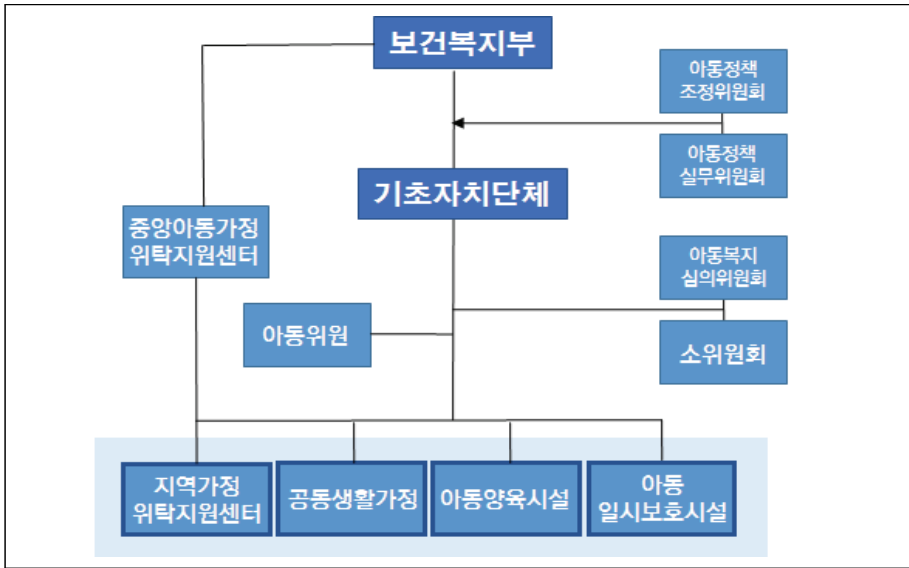 보건복지부
아동정책
조정위원회
아동정책
실무위원회
기초자치단체
중앙아동가정
위탁지원센터
아동복지
심의위원회
아동위원
소위원회
지역가정
위탁지원센터
공동생활가정
아동양육시설
아동
일시보호시설